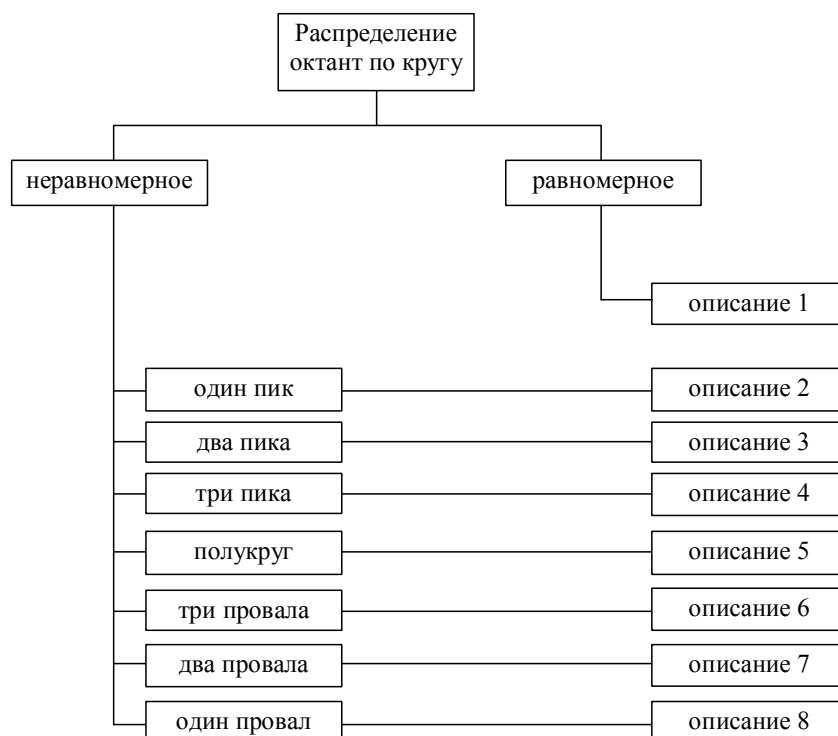 Распределение
октант по кругу
неравномерное
равномерное
описание 1
один пик
описание 2
два пика
описание 3
три пика
описание 4
полукруг
описание 5
три провала
описание 6
два провала
описание 7
один провал
описание 8